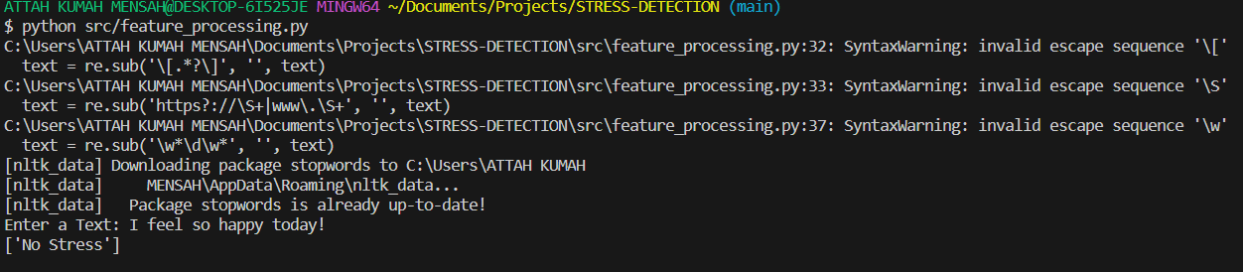 ATTAH KUMAH MENSAH@DESKTOP-6I525JE MINGW64 ~/Documents/Projects/STRESS-DETECTION (main)
$ python src/feature_processing.py
C:\Users\ATTAH KUMAH MENSAH\Documents\Projects\STRESS-DETECTION\src\feature_processing.py:32: SyntaxWarning: invalid escape sequence '\['
  text = re.sub('\[.*?\]', '', text)
C:\Users\ATTAH KUMAH MENSAH\Documents\Projects\STRESS-DETECTION\src\feature_processing.py:33: SyntaxWarning: invalid escape sequence '\S'
  text = re.sub('https?://\S+|www\.\S+', '', text)
C:\Users\ATTAH KUMAH MENSAH\Documents\Projects\STRESS-DETECTION\src\feature_processing.py:37: SyntaxWarning: invalid escape sequence '\w'
  text = re.sub('\w*\d\w*', '', text)
[nltk_data] Downloading package stopwords to C:\Users\ATTAH KUMAH
[nltk_data]     MENSAH\AppData\Roaming\nltk_data...
[nltk_data]   Package stopwords is already up-to-date!
Enter a Text: I feel so happy today!
['No Stress']